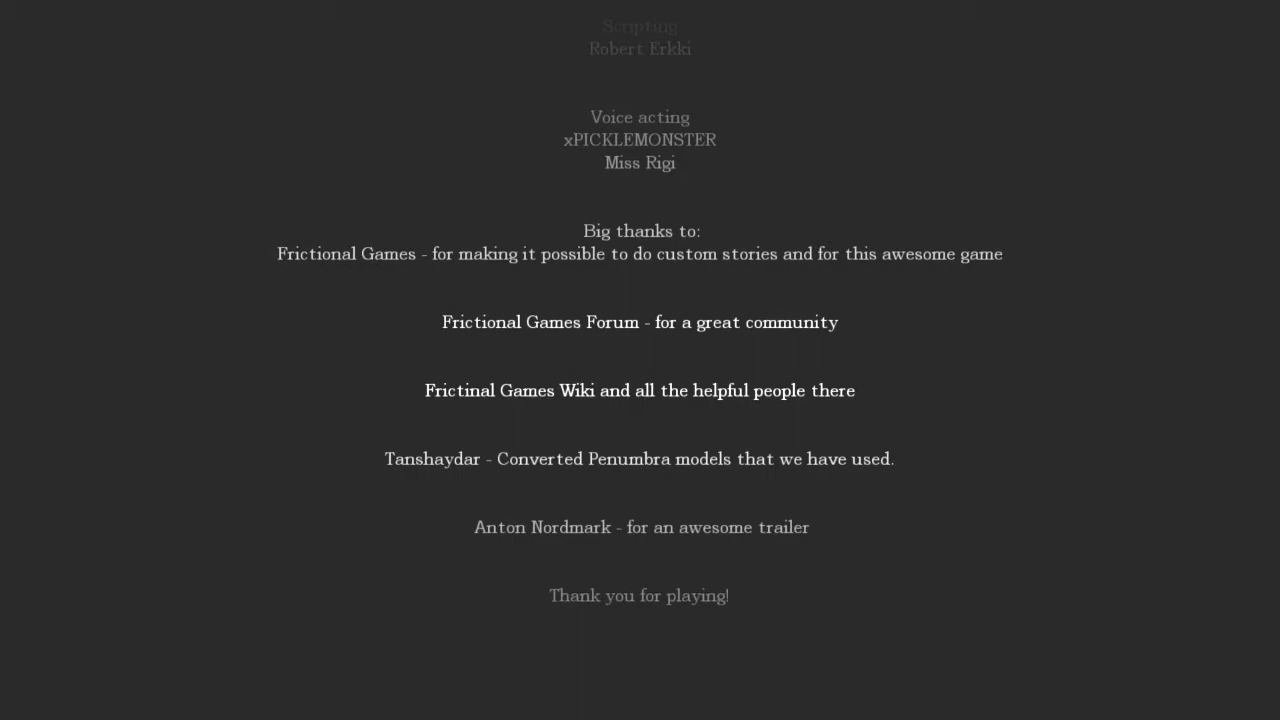 Scripting
Robert Erkki
Voice acting
xPICKLEMONSTER
Miss Rigi
Big thanks to:
Frictional Games - for making it possible to do custom stories and for this awesome game
Frictional Games Forum - for a great community
Frictinal Games Wiki and all the helpful people there
Tanshaydar - Converted Penumbra models that we have used.
Anton Nordmark - for an awesome trailer
Thank you for playing!